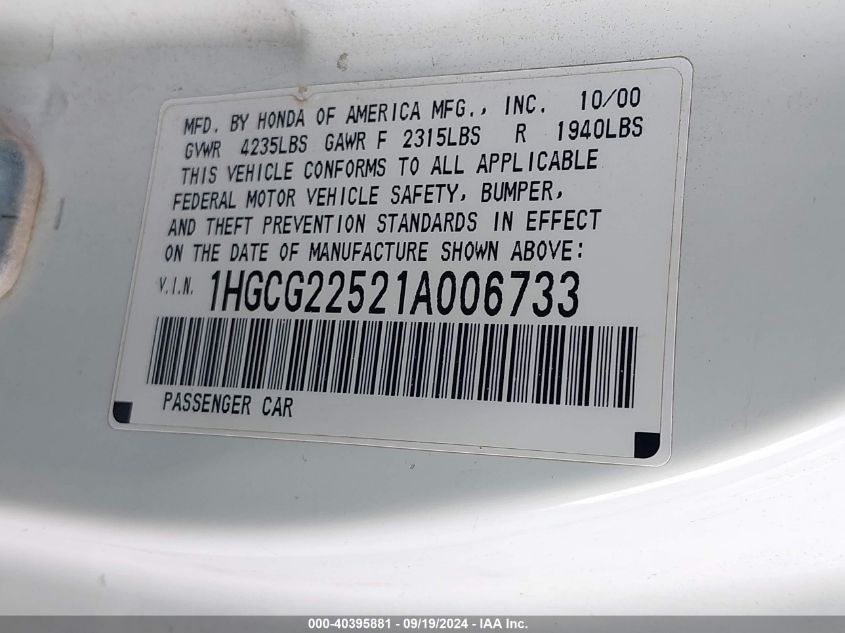 MFD. BY HONDA OF AMERICA MFG., INC. 10/00
GVWR 4235LBS GAWR F 2315LBS R 1940LBS
THIS VEHICLE CONFORMS TO ALL APPLICABLE
FEDERAL MOTOR VEHICLE SAFETY, BUMPER,
AND THEFT PREVENTION STANDARDS IN EFFECT
ON THE DATE OF MANUFACTURE SHOWN ABOVE:
V.I.N. 1HGCG22521A006733
PASSENGER CAR
000-40395881 - 09/19/2024 - IAA Inc.